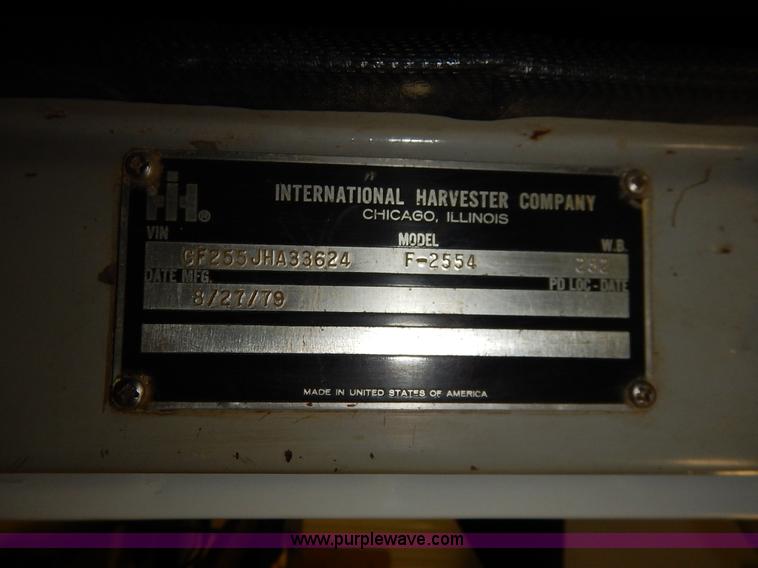 IH®
INTERNATIONAL HARVESTER COMPANY
CHICAGO, ILLINOIS
VIN MODEL W.B.
CF255JHA33624 F-2554
DATE MFG. PD LOC-DATE
8/27/79
MADE IN UNITED STATES OF AMERICA
www.purplewave.com